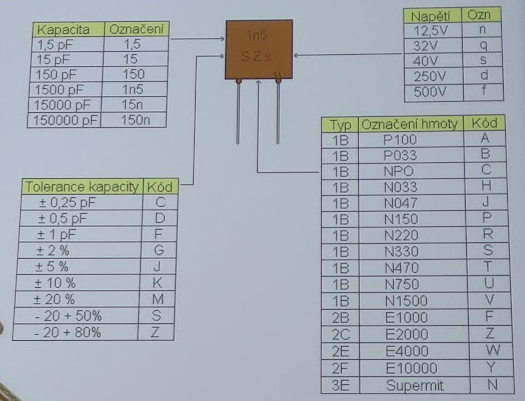 Kapacita Označení
1,5 pF 1,5
15 pF 15
150 pF 150
1500 pF 1n5
15000 pF 15n
150000 pF 150n
1n5
S Z s
Napětí Ozn
12,5V n
32V q
40V s
250V d
500V f
Tolerance kapacity Kód
± 0,25 pF C
± 0,5 pF D
± 1 pF F
± 2 % G
± 5 % J
± 10 % K
± 20 % M
- 20 + 50% S
- 20 + 80% Z
Typ Označení hmoty Kód
1B P100 A
1B P033 B
1B NPO C
1B N033 H
1B N047 J
1B N150 P
1B N220 R
1B N330 S
1B N470 T
1B N750 U
1B N1500 V
2B E1000 F
2C E2000 Z
2E E4000 W
2F E10000 Y
3E Supermit N